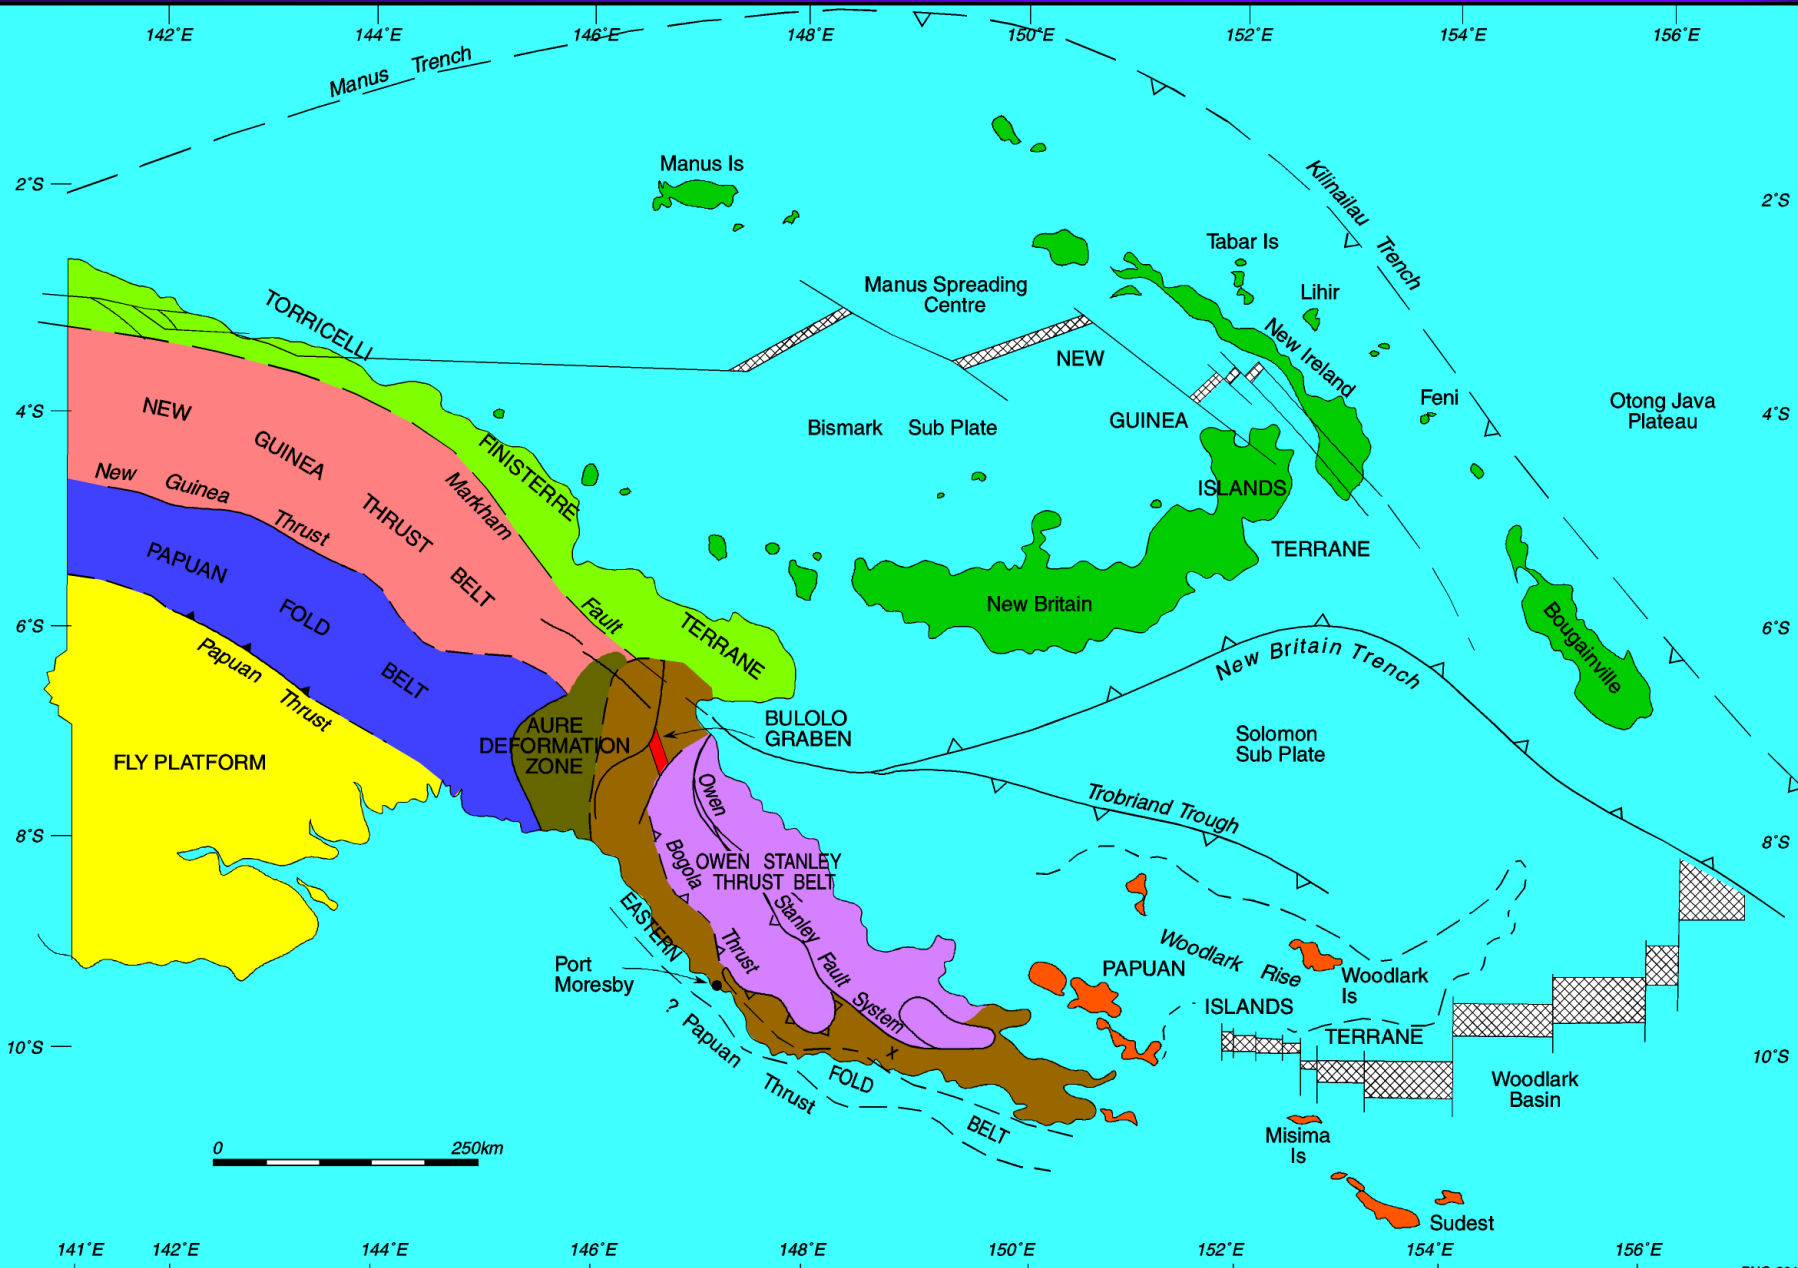 142°E
144°E
146°E
148°E
150°E
152°E
154°E
156°E
Manus Trench
Manus Is
2°S
2°S
Kilinailau Trench
Tabar Is
Lihir
Manus Spreading
Centre
TORRICELLI
New Ireland
NEW
Feni
NEW
GUINEA
4°S
GUINEA
Bismark Sub Plate
Otong Java
Plateau
4°S
THRUST
BELT
FINISTERRE
Markham
Fault
TERRANE
ISLANDS
TERRANE
New Guinea Thrust
PAPUAN
FOLD
BELT
New Britain
Bougainville
6°S
6°S
New Britain Trench
Papuan
Thrust
FLY PLATFORM
AURE
DEFORMATION
ZONE
BULOLO
GRABEN
Solomon
Sub Plate
Trobriand Trough
8°S
8°S
Owen
Stanley
Fault
System
OWEN STANLEY
THRUST BELT
Bogola
Thrust
EASTERN
FOLD
BELT
Port
Moresby
? Papuan
Thrust
x
Woodlark Rise
PAPUAN
ISLANDS
TERRANE
Woodlark
Is
10°S
10°S
Woodlark
Basin
Misima
Is
Sudest
0 250km
141°E
142°E
144°E
146°E
148°E
150°E
152°E
154°E
156°E